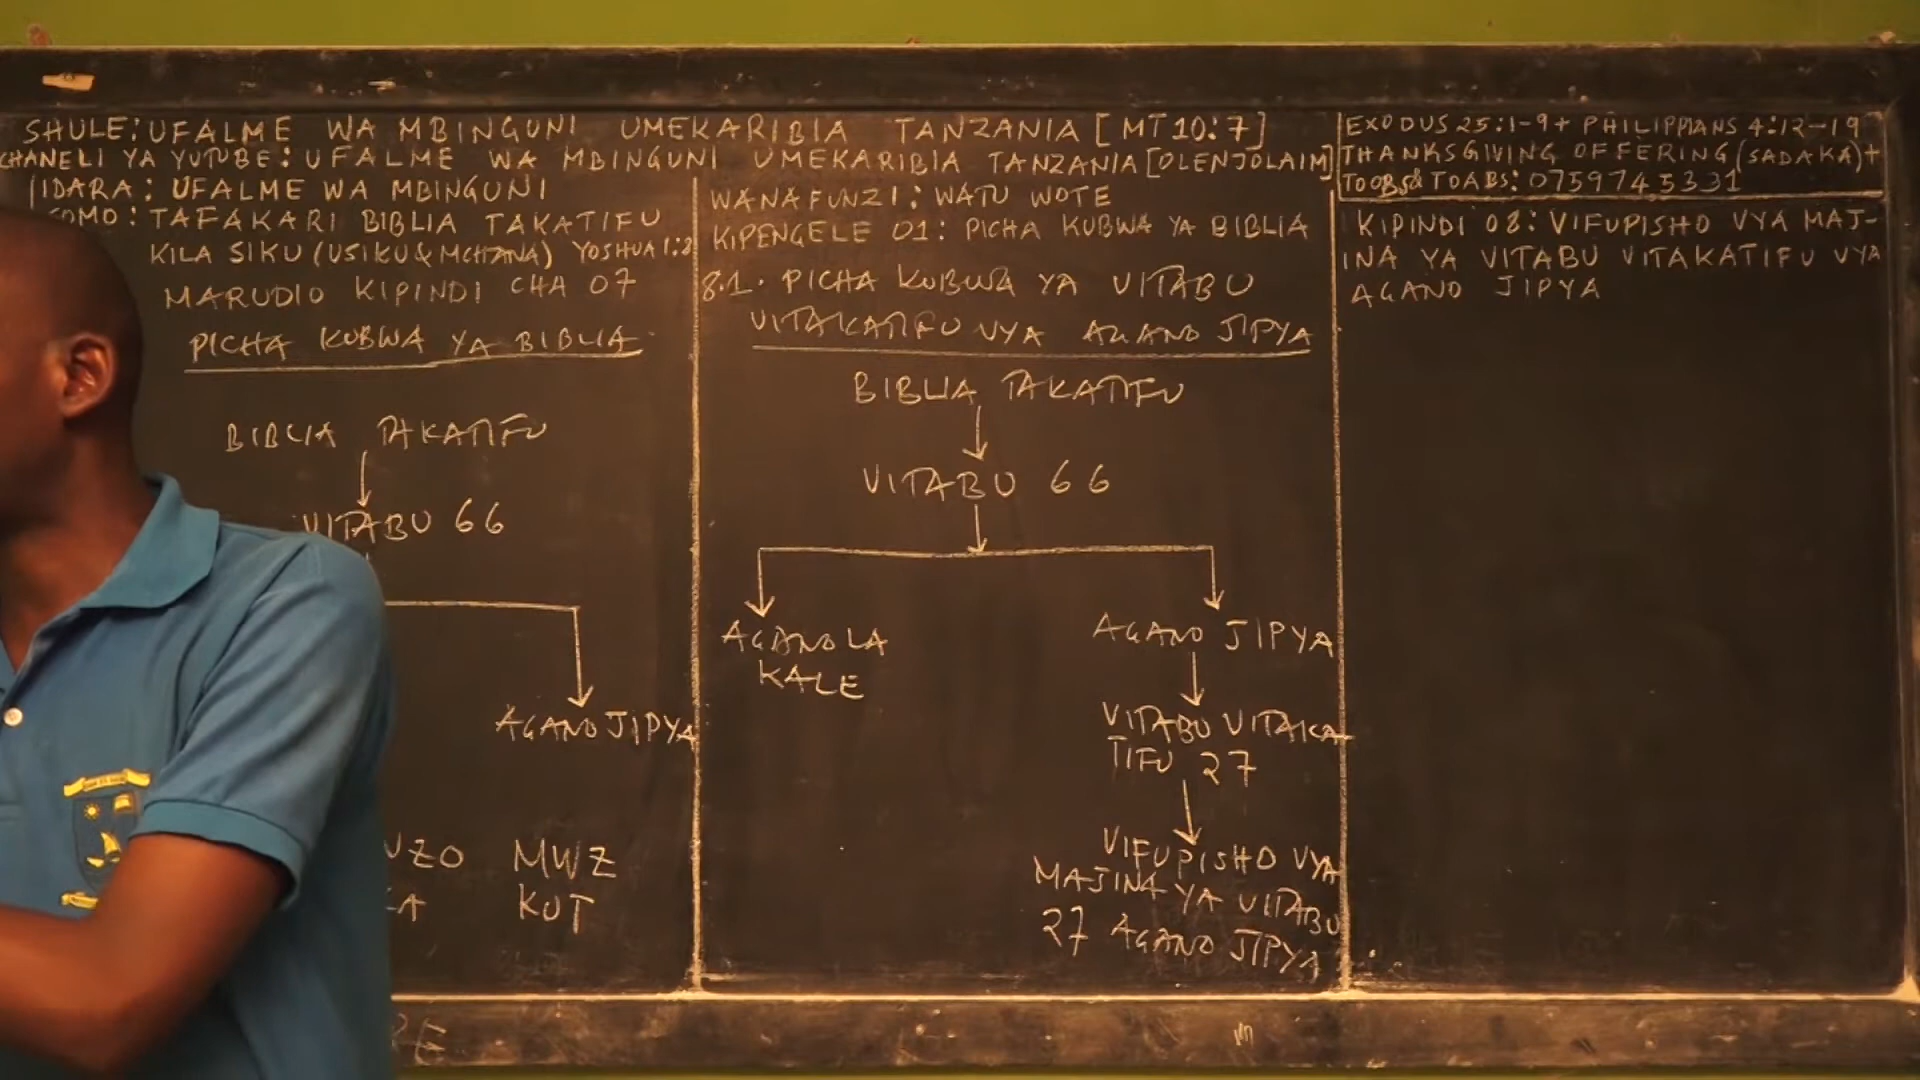 SHULE: UFALME WA MBINGUNI UMEKARIBIA TANZANIA [MT 10:7]
CHANELI YA YUTUBE: UFALME WA MBINGUNI UMEKARIBIA TANZANIA [OLENJOLAIM]
IDARA: UFALME WA MBINGUNI
SOMO: TAFAKARI BIBLIA TAKATIFU
KILA SIKU (USIKU & MCHANA) YOSHUA 1:8
MARUDIO KIPINDI CHA 07
PICHA KUBWA YA BIBLIA
BIBLIA TAKATIFU
VITABU 66
AGANO JIPYA
UZO MWZ
KUT
WANAFUNZI: WATU WOTE
KIPENGELE 01: PICHA KUBWA YA BIBLIA
8.1. PICHA KUBWA YA VITABU
VITAKATIFU VYA AGANO JIPYA
BIBLIA TAKATIFU
VITABU 66
AGANO LA
KALE
AGANO JIPYA
VITABU VITAKA
TIFU 27
VIFUPISHO VYA
MAJINA YA VITABU
27 AGANO JIPYA
EXODUS 25:1-9 + PHILIPPIANS 4:12-19
THANKSGIVING OFFERING (SADAKA) +
TOOBS & TOABS: 0759745331
KIPINDI 08: VIFUPISHO VYA MAJ-
INA YA VITABU VITAKATIFU VYA
AGANO JIPYA